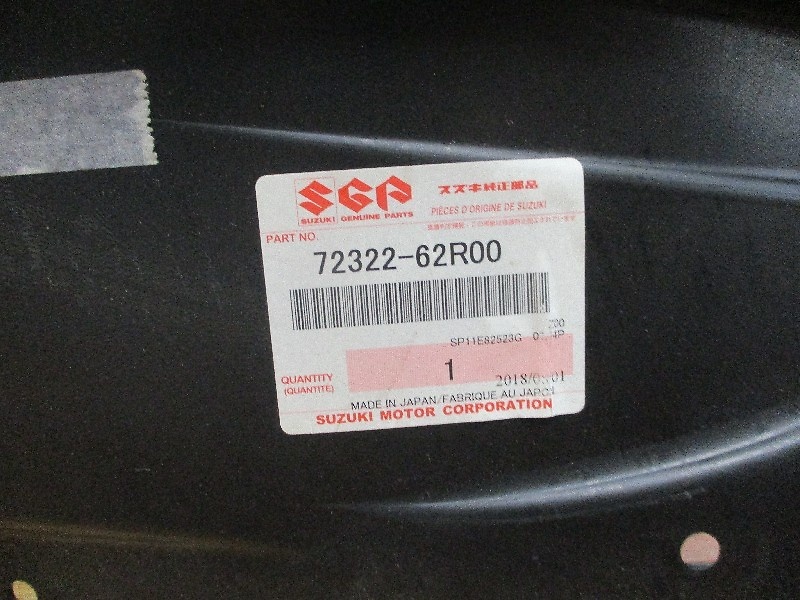 SGP スズキ純正部品
SUZUKI GENUINE PARTS PIÈCES D'ORIGINE DE SUZUKI
PART NO.
72322-62R00
SP11E82523G
QUANTITY 1
(QUANTITÉ)
MADE IN JAPAN/FABRIQUE AU JAPON
SUZUKI MOTOR CORPORATION